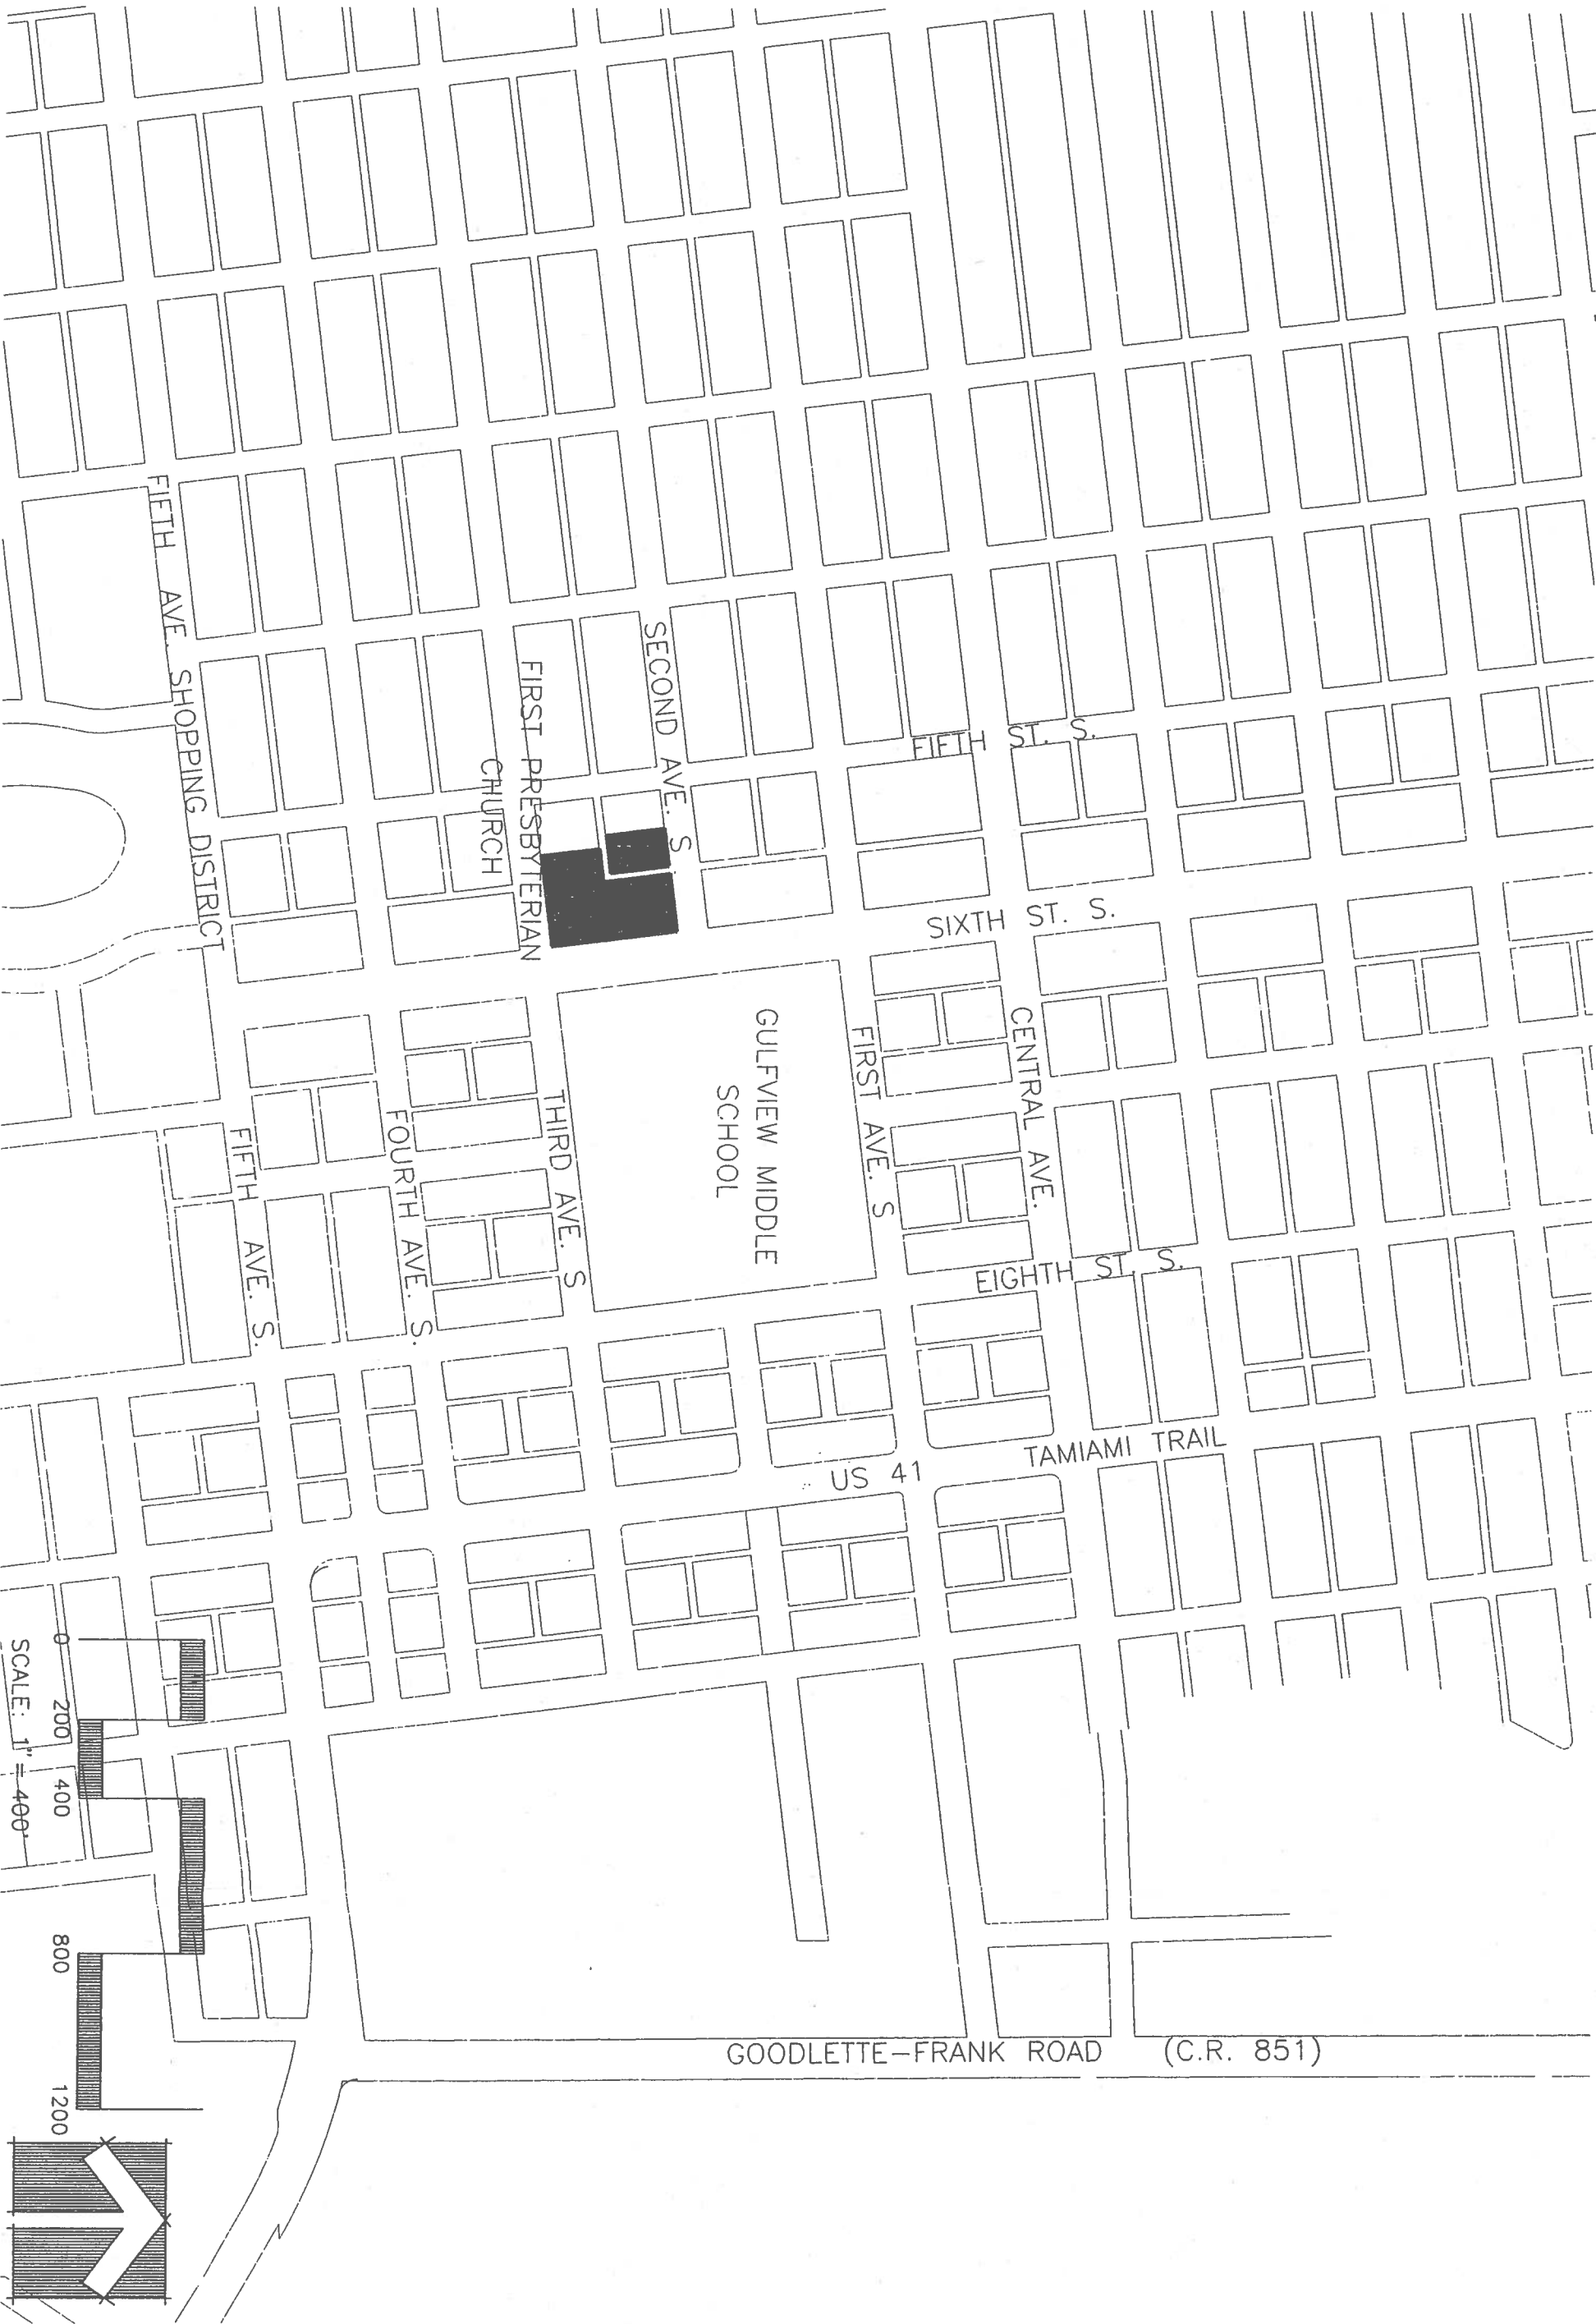 FIFTH ST. S.
SIXTH ST. S.
EIGHTH ST. S.
TAMIAMI TRAIL
US 41
GOODLETTE-FRANK ROAD (C.R. 851)
CENTRAL AVE.
FIRST AVE. S
GULFVIEW MIDDLE
SCHOOL
SECOND AVE. S
THIRD AVE. S
FIRST PRESBYTERIAN
CHURCH
FOURTH AVE. S.
FIFTH AVE. S.
FIFTH AVE. SHOPPING DISTRICT
0 200 400 800 1200
SCALE: 1" = 400'